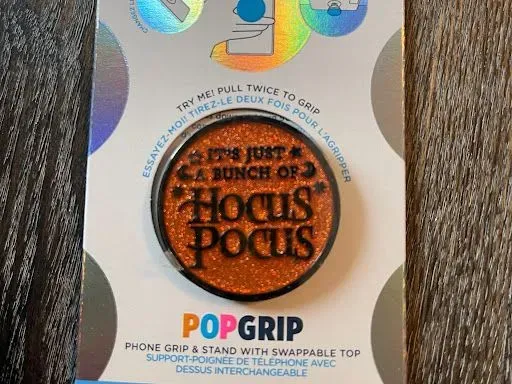 TRY ME! PULL TWICE TO GRIP
ESSAYEZ-MOI! TIREZ-LE DEUX FOIS POUR L'AGRIPPER
IT'S JUST
A BUNCH OF
HOCUS
POCUS
POPGRIP
PHONE GRIP & STAND WITH SWAPPABLE TOP
SUPPORT-POIGNÉE DE TÉLÉPHONE AVEC
DESSUS INTERCHANGEABLE